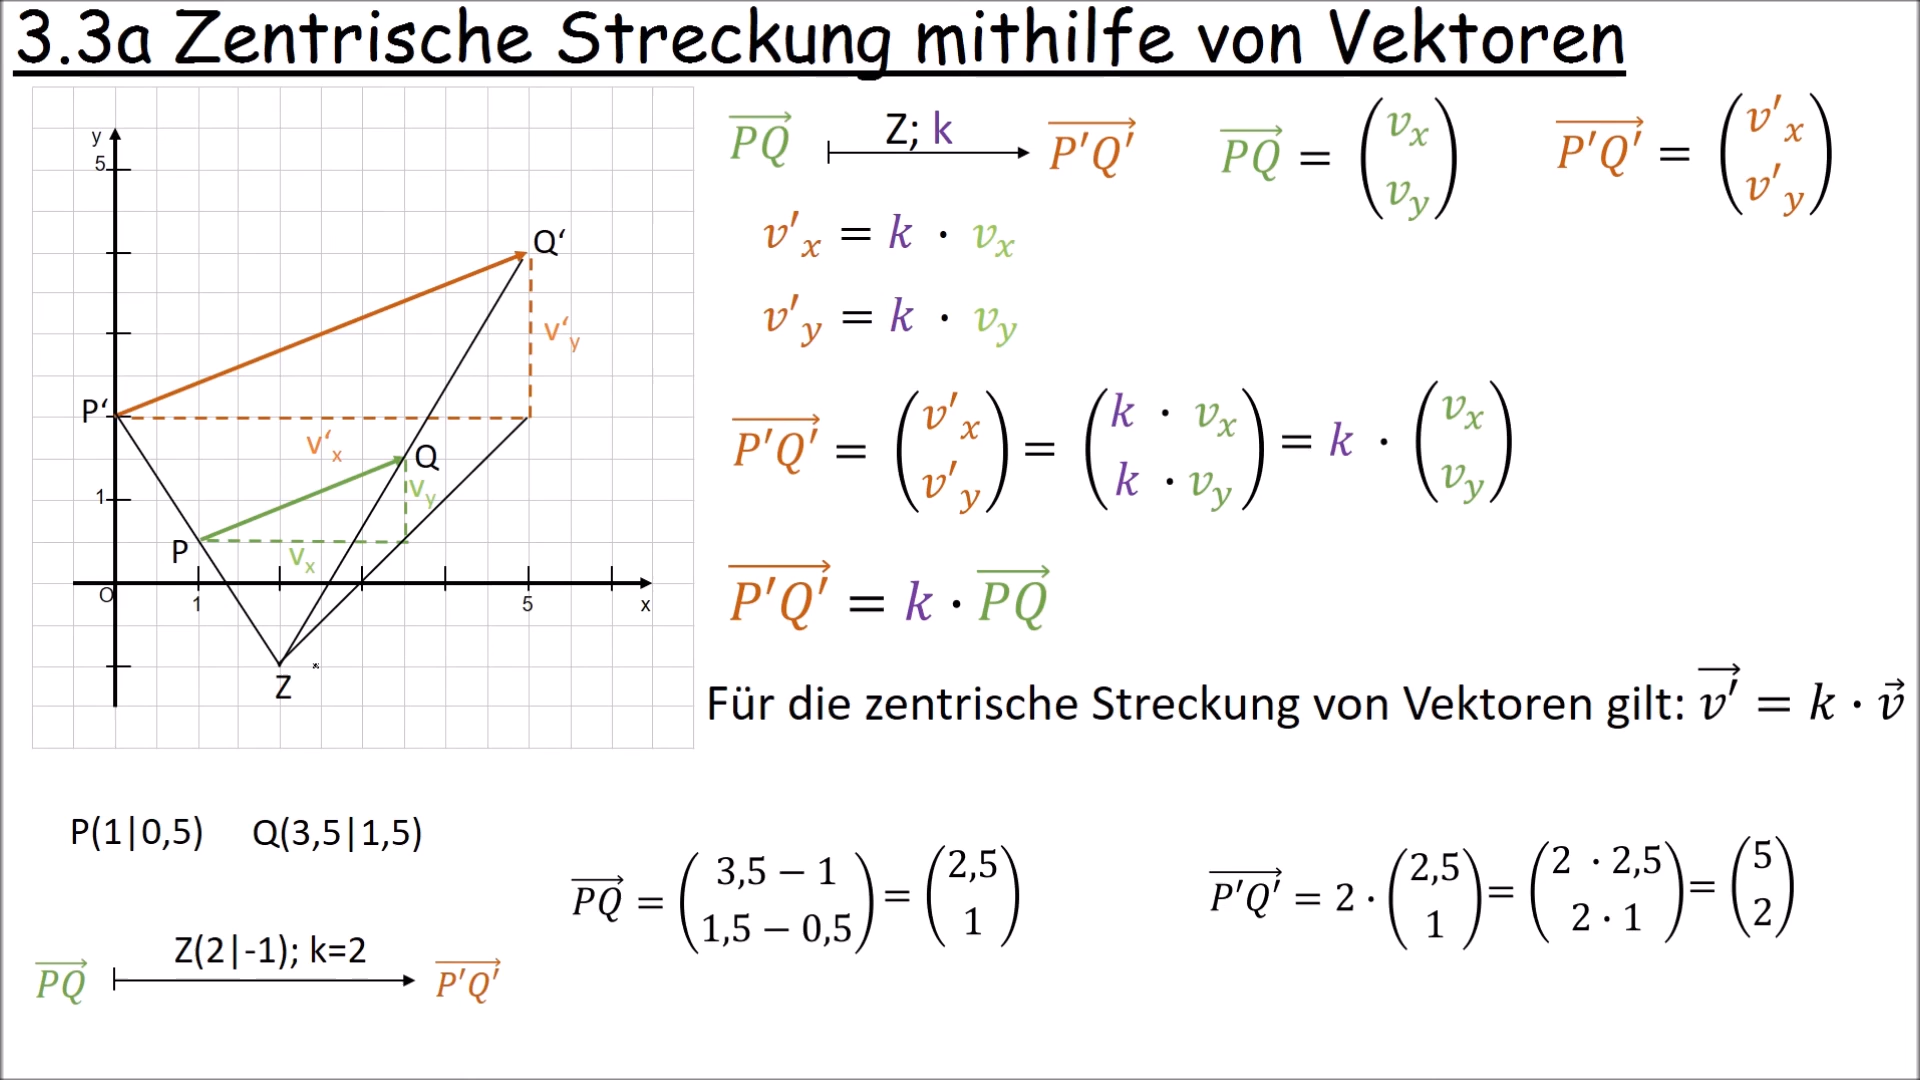 3.3a Zentrische Streckung mithilfe von Vektoren
y
5
Q‘
v‘y
P‘
v‘x
Q
vy
1
P
vx
O
1
5
x
Z
PQ⃗ Z; k P'Q'⃗
PQ⃗ = (vx vy)
P'Q'⃗ = (v'x v'y)
v'x = k · vx
v'y = k · vy
P'Q'⃗ = (v'x v'y) = (k · vx k · vy) = k · (vx vy)
P'Q'⃗ = k · PQ⃗
Für die zentrische Streckung von Vektoren gilt: v'⃗ = k · v⃗
P(1|0,5) Q(3,5|1,5)
PQ⃗ = (3,5 − 1 1,5 − 0,5) = (2,5 1)
P'Q'⃗ = 2 · (2,5 1) = (2 · 2,5 2 · 1) = (5 2)
Z(2|-1); k=2
PQ⃗ P'Q'⃗